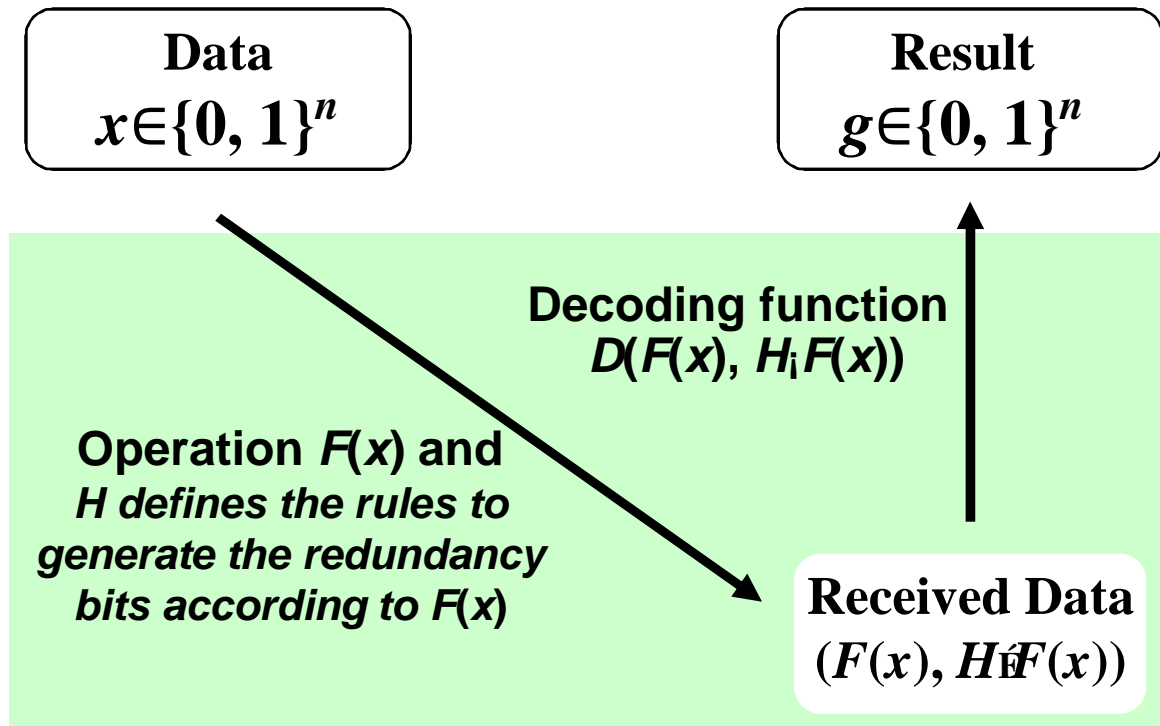 Data
x∈{0, 1}ⁿ
Result
g∈{0, 1}ⁿ
Decoding function
D(F(x), H¡F(x))
Operation F(x) and
H defines the rules to
generate the redundancy
bits according to F(x)
Received Data
(F(x), HÉF(x))